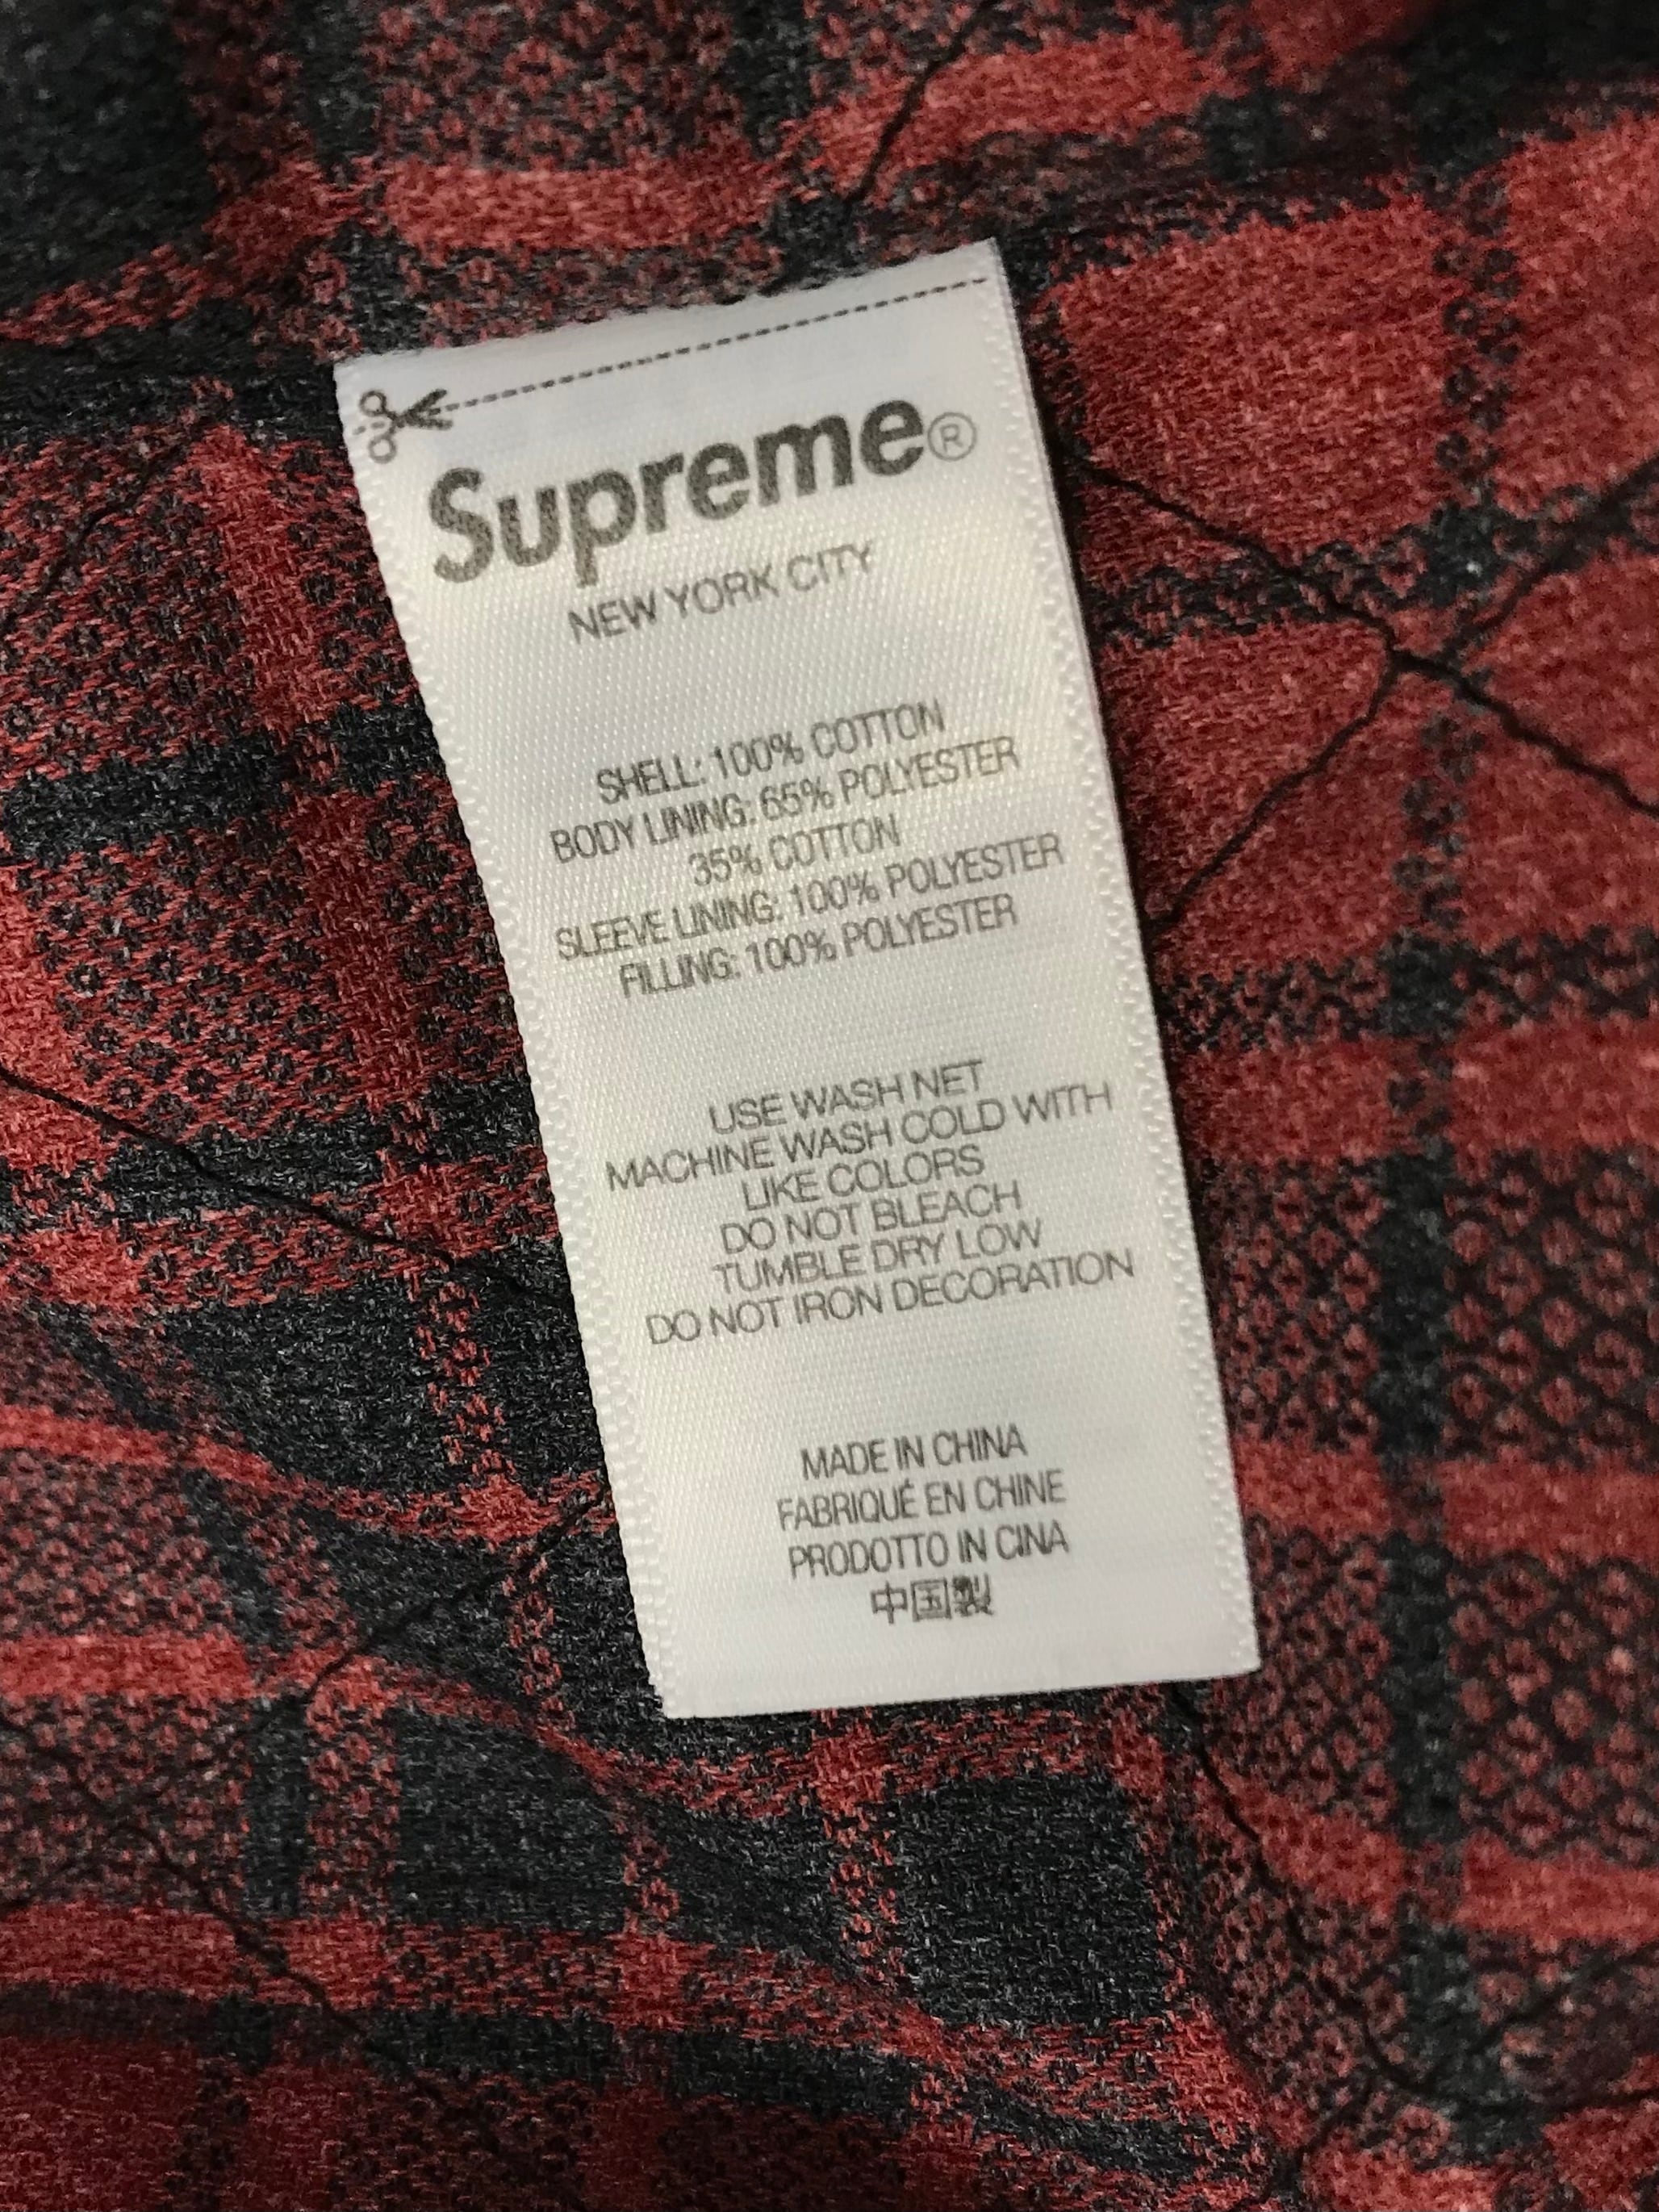 Supreme®
NEW YORK CITY
SHELL: 100% COTTON
BODY LINING: 65% POLYESTER
35% COTTON
SLEEVE LINING: 100% POLYESTER
FILLING: 100% POLYESTER
USE WASH NET
MACHINE WASH COLD WITH
LIKE COLORS
DO NOT BLEACH
TUMBLE DRY LOW
DO NOT IRON DECORATION
MADE IN CHINA
FABRIQUÉ EN CHINE
PRODOTTO IN CINA
中国製